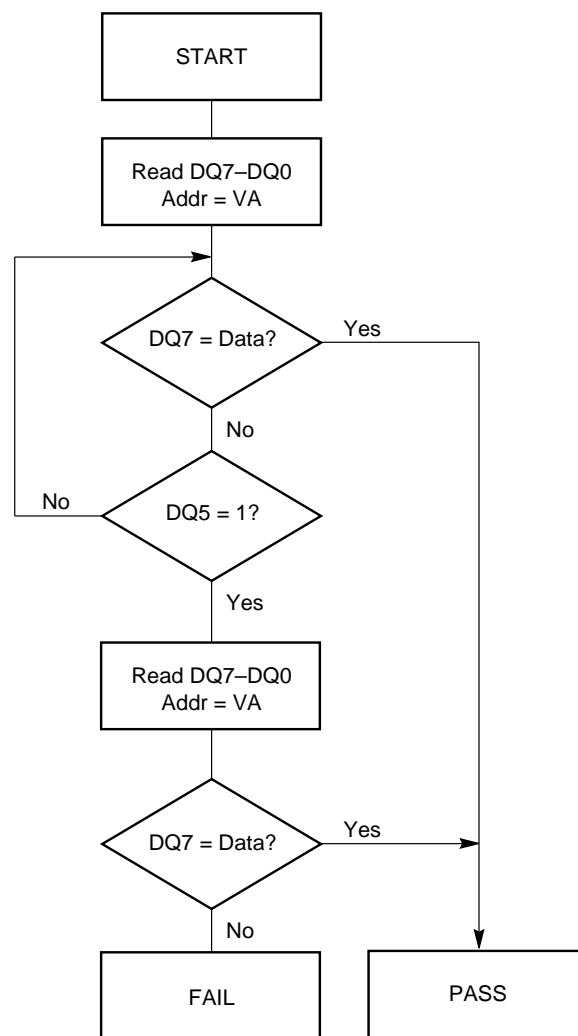 START
Read DQ7–DQ0
Addr = VA
DQ7 = Data?
Yes
No
No
DQ5 = 1?
Yes
Read DQ7–DQ0
Addr = VA
DQ7 = Data?
Yes
No
FAIL
PASS